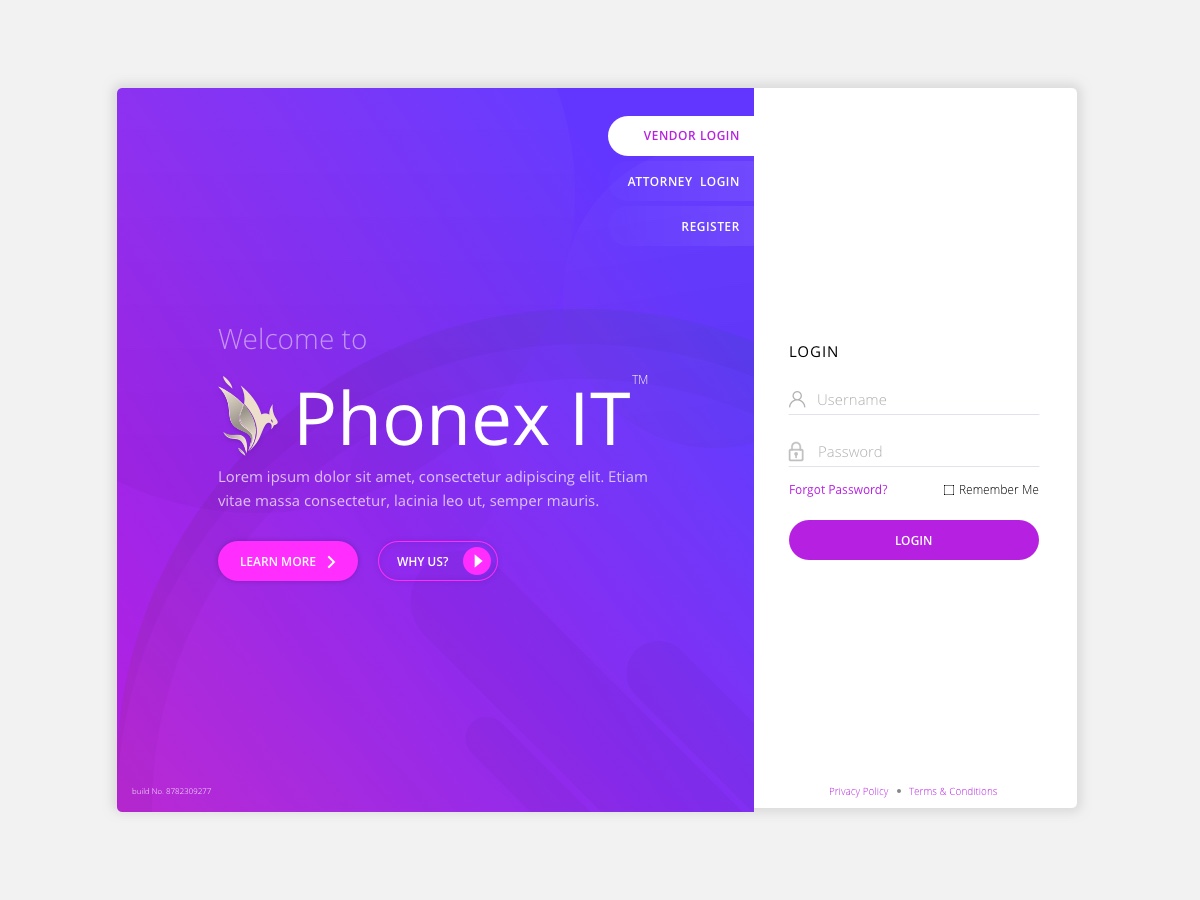 VENDOR LOGIN
ATTORNEY  LOGIN
REGISTER
Welcome to
Phonex IT™
Lorem ipsum dolor sit amet, consectetur adipiscing elit. Etiam
vitae massa consectetur, lacinia leo ut, semper mauris.
LEARN MORE
WHY US?
build No. 8782309277
LOGIN
Username
Password
Forgot Password?
Remember Me
LOGIN
Privacy Policy • Terms & Conditions